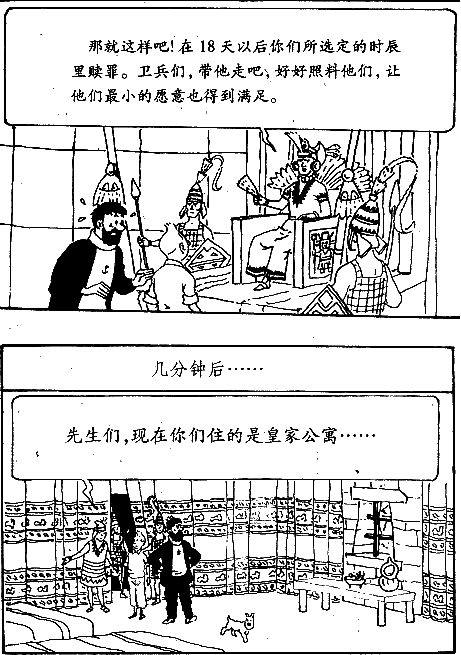 那就这样吧!在18天以后你们所选定的时辰
里赎罪。卫兵们,带他走吧、好好照料他们,让
他们最小的愿意也得到满足。
几分钟后……
先生们,现在你们住的是皇家公寓……